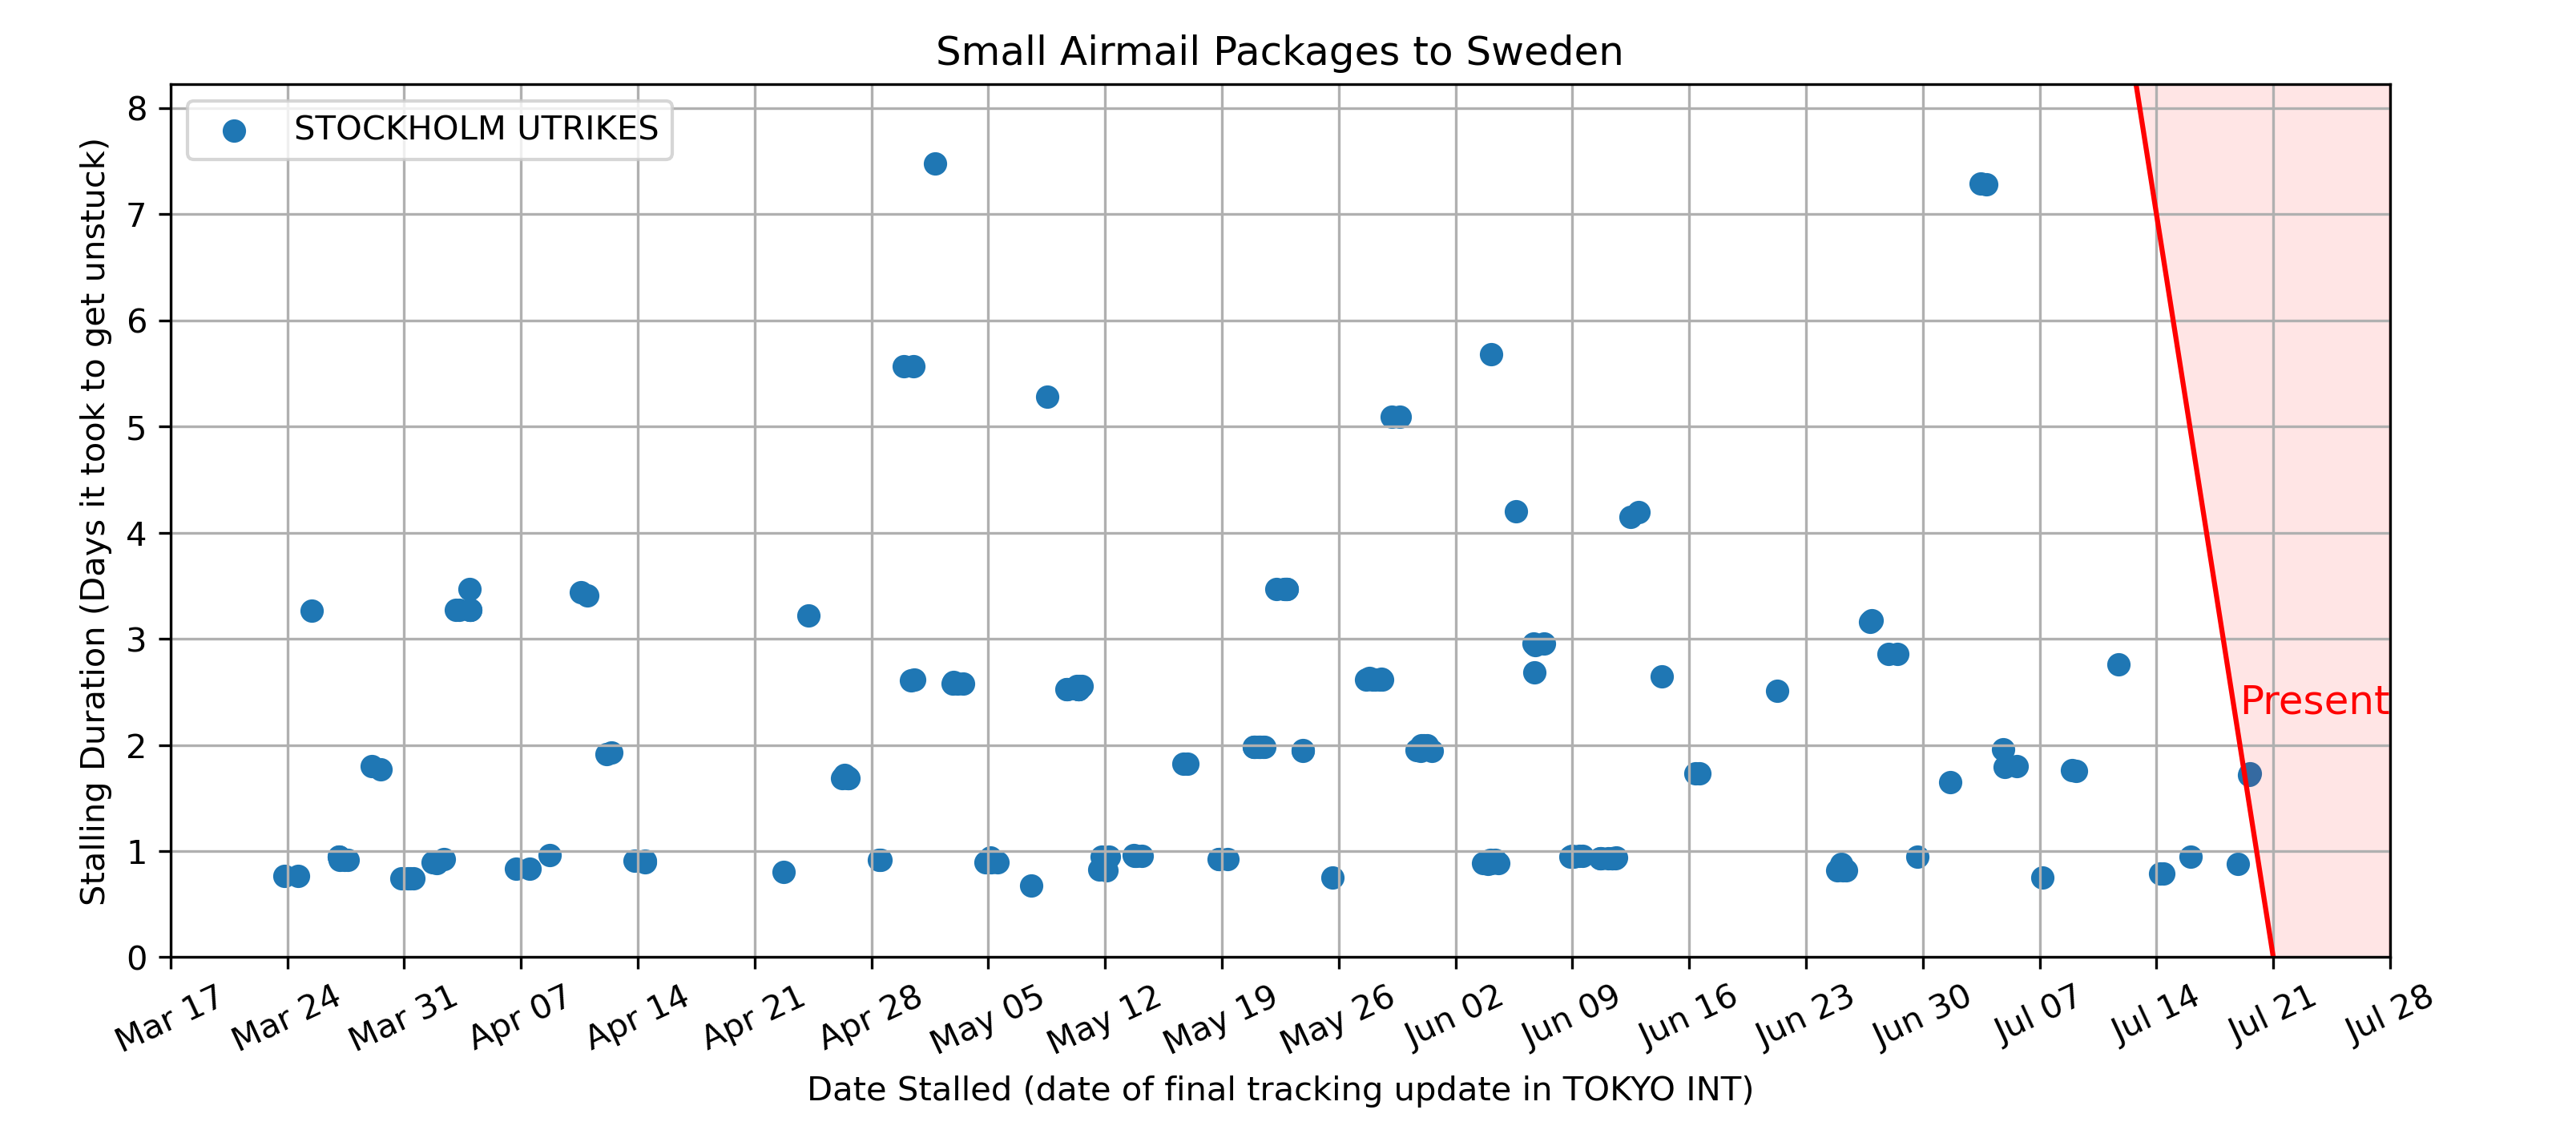 Small Airmail Packages to Sweden
STOCKHOLM UTRIKES
Stalling Duration (Days it took to get unstuck)
8
7
6
5
4
3
2
1
0
Present
Mar 17
Mar 24
Mar 31
Apr 07
Apr 14
Apr 21
Apr 28
May 05
May 12
May 19
May 26
Jun 02
Jun 09
Jun 16
Jun 23
Jun 30
Jul 07
Jul 14
Jul 21
Jul 28
Date Stalled (date of final tracking update in TOKYO INT)